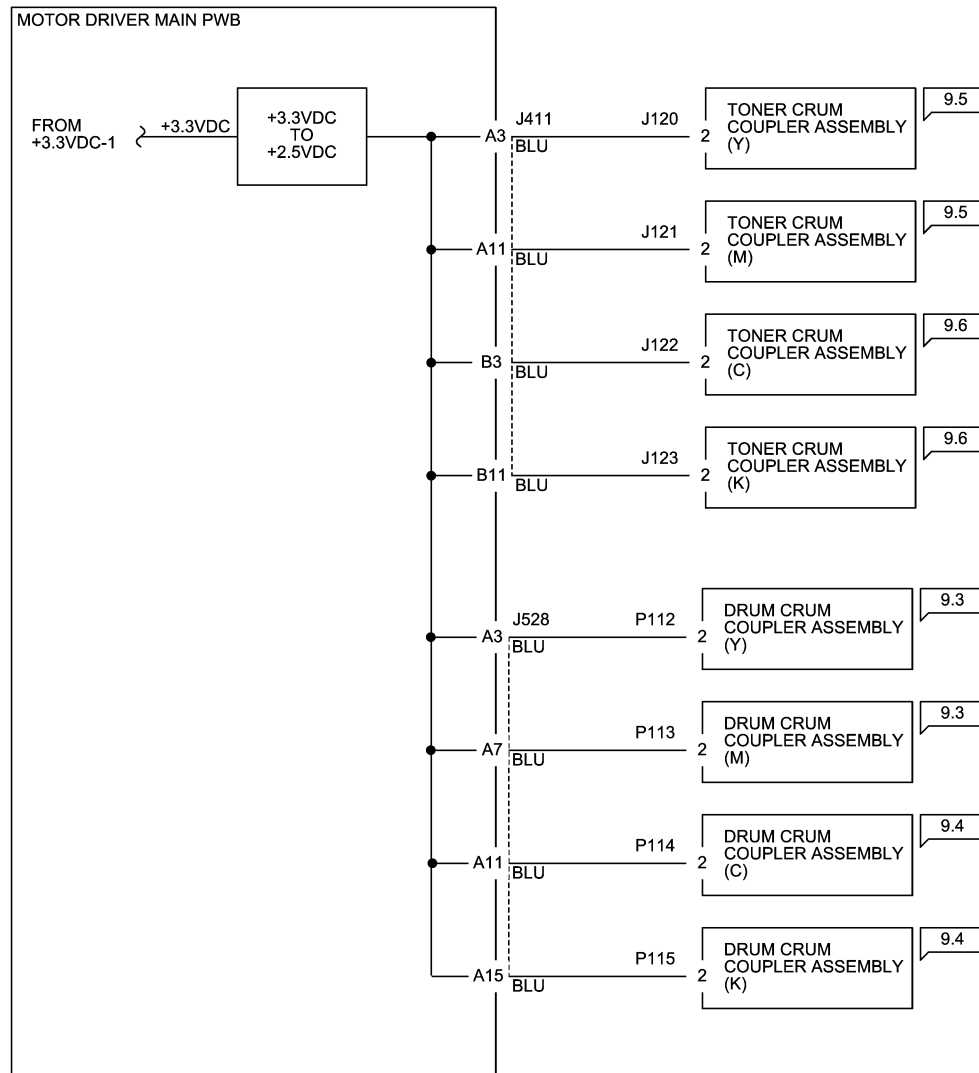 MOTOR DRIVER MAIN PWB
FROM
+3.3VDC-1
+3.3VDC
+3.3VDC
TO
+2.5VDC
A3
J411
BLU
J120
2
TONER CRUM
COUPLER ASSEMBLY
(Y)
9.5
A11
BLU
J121
2
TONER CRUM
COUPLER ASSEMBLY
(M)
9.5
B3
BLU
J122
2
TONER CRUM
COUPLER ASSEMBLY
(C)
9.6
B11
BLU
J123
2
TONER CRUM
COUPLER ASSEMBLY
(K)
9.6
A3
J528
BLU
P112
2
DRUM CRUM
COUPLER ASSEMBLY
(Y)
9.3
A7
BLU
P113
2
DRUM CRUM
COUPLER ASSEMBLY
(M)
9.3
A11
BLU
P114
2
DRUM CRUM
COUPLER ASSEMBLY
(C)
9.4
A15
BLU
P115
2
DRUM CRUM
COUPLER ASSEMBLY
(K)
9.4